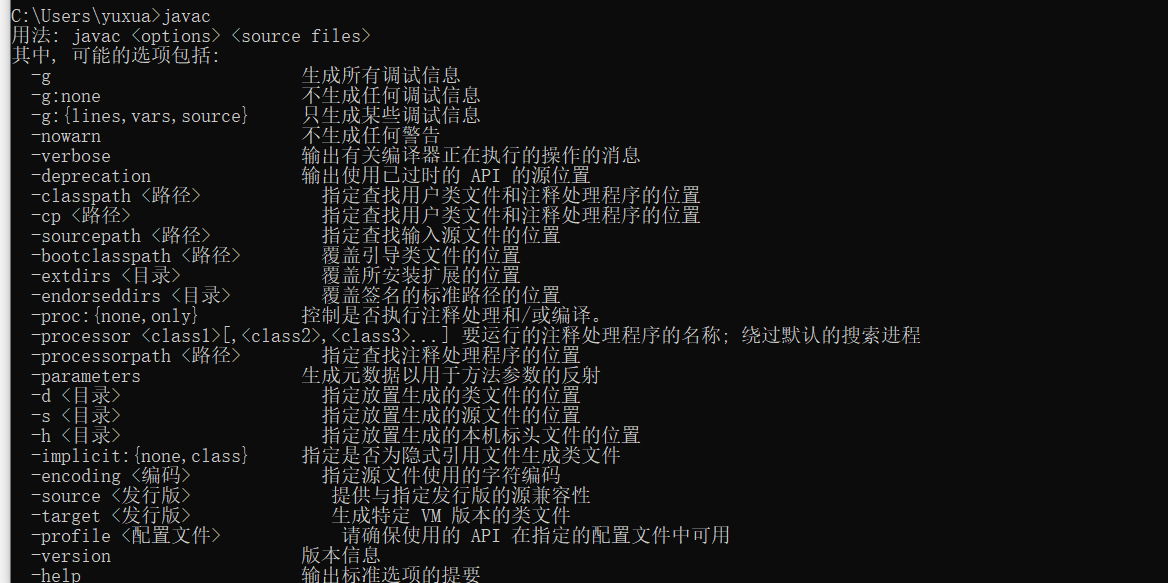 C:\Users\yuxua>javac
用法: javac <options> <source files>
其中, 可能的选项包括:
-g 生成所有调试信息
-g:none 不生成任何调试信息
-g:{lines,vars,source} 只生成某些调试信息
-nowarn 不生成任何警告
-verbose 输出有关编译器正在执行的操作的消息
-deprecation 输出使用已过时的 API 的源位置
-classpath <路径> 指定查找用户类文件和注释处理程序的位置
-cp <路径> 指定查找用户类文件和注释处理程序的位置
-sourcepath <路径> 指定查找输入源文件的位置
-bootclasspath <路径> 覆盖引导类文件的位置
-extdirs <目录> 覆盖所安装扩展的位置
-endorseddirs <目录> 覆盖签名的标准路径的位置
-proc:{none,only} 控制是否执行注释处理和/或编译。
-processor <class1>[,<class2>,<class3>...] 要运行的注释处理程序的名称; 绕过默认的搜索进程
-processorpath <路径> 指定查找注释处理程序的位置
-parameters 生成元数据以用于方法参数的反射
-d <目录> 指定放置生成的类文件的位置
-s <目录> 指定放置生成的源文件的位置
-h <目录> 指定放置生成的本机标头文件的位置
-implicit:{none,class} 指定是否为隐式引用文件生成类文件
-encoding <编码> 指定源文件使用的字符编码
-source <发行版> 提供与指定发行版的源兼容性
-target <发行版> 生成特定 VM 版本的类文件
-profile <配置文件> 请确保使用的 API 在指定的配置文件中可用
-version 版本信息
-help 输出标准选项的提要